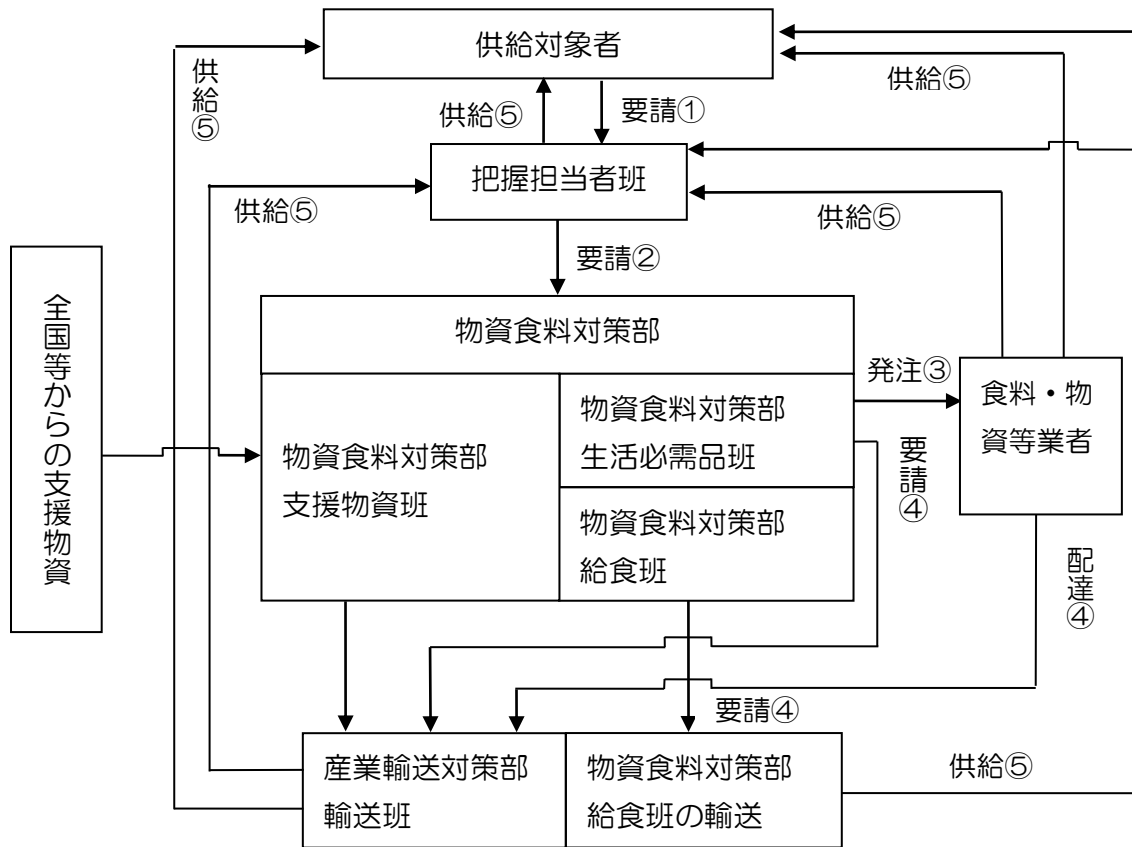 供給対象者
供給⑤
供給⑤
供給⑤
要請①
把握担当者班
供給⑤
供給⑤
要請②
全国等からの支援物資
物資食料対策部
発注③
物資食料対策部
支援物資班
物資食料対策部
生活必需品班
食料・物
資等業者
要請④
物資食料対策部
給食班
配達④
要請④
産業輸送対策部
輸送班
物資食料対策部
給食班の輸送
供給⑤